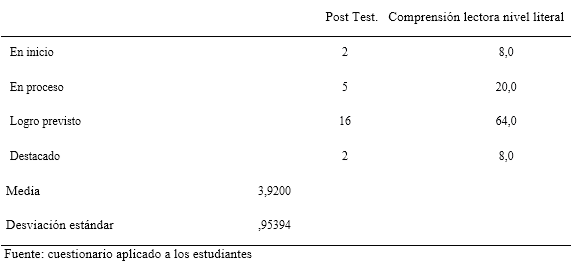 Post Test. Comprensión lectora nivel literal
En inicio 2 8,0
En proceso 5 20,0
Logro previsto 16 64,0
Destacado 2 8,0
Media 3,9200
Desviación estándar ,95394
Fuente: cuestionario aplicado a los estudiantes